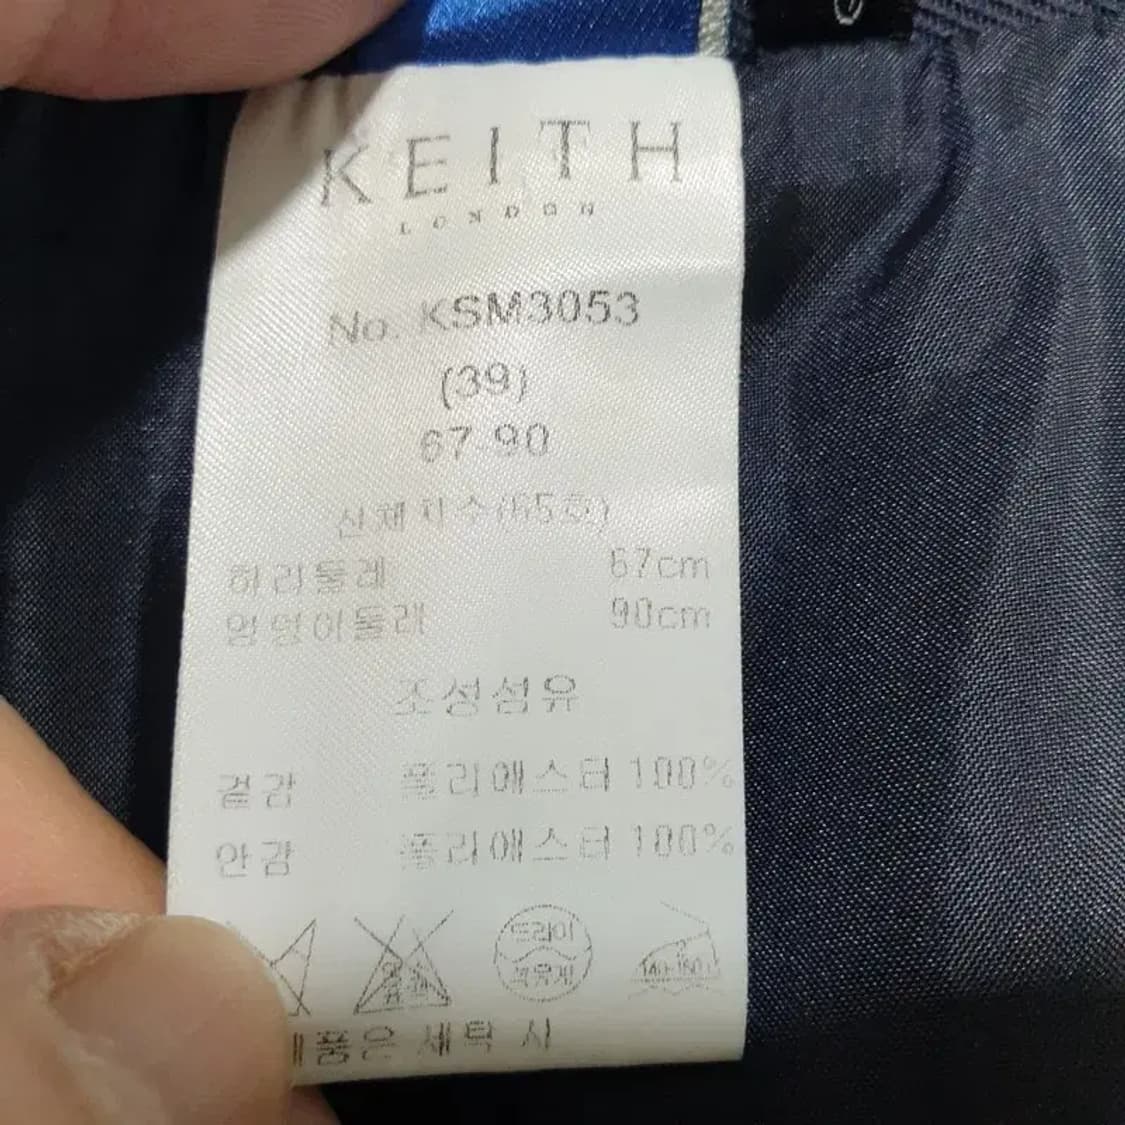 KEITH
LONDON
No. KSM3053
(39)
67-90
신체치수(65호)
허리둘레 67cm
엉덩이둘레 90cm
조성섬유
겉감 폴리에스터 100%
안감 폴리에스터 100%
드라이
석유계
140-160
제품은 세탁 시